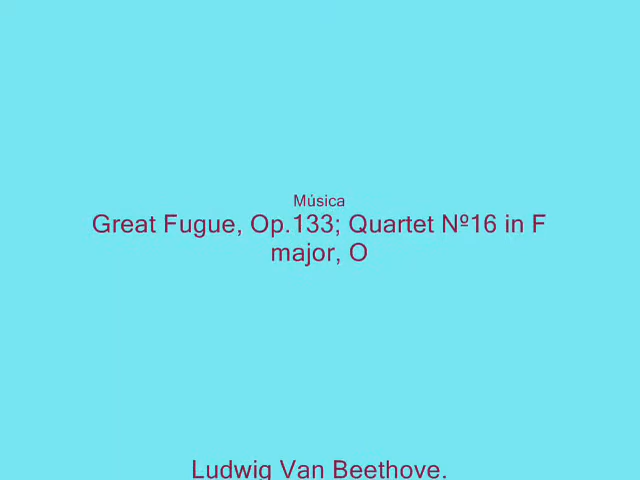 Música
Great Fugue, Op.133; Quartet Nº16 in F
major, O
Ludwig Van Beethove.